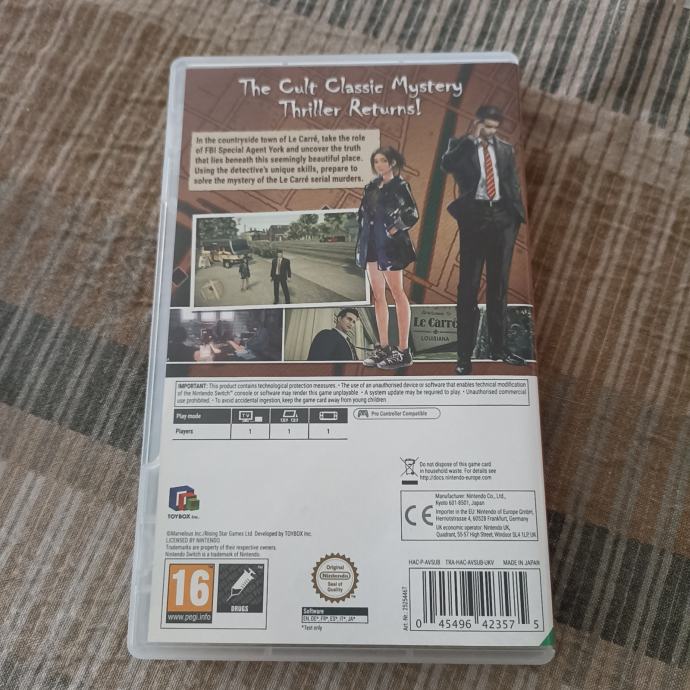 The Cult Classic Mystery
Thriller Returns!
In the countryside town of Le Carré, take the role
of FBI Special Agent York and uncover the truth
that lies beneath this seemingly beautiful place.
Using the detective's unique skills, prepare to
solve the mystery of the Le Carré serial murders.
Le Carré
LOUISIANA
IMPORTANT: This product contains technological protection measures. • The use of an unauthorised device or software that enables technical modification
of the Nintendo Switch™ console or software may render this game unplayable. • A system update may be required to play. • Unauthorised commercial
use prohibited. • To avoid accidental ingestion, keep the game card away from young children.
Play mode
TV
Pro Controller Compatible
Players 1 1 1
Do not dispose of this game card
in household waste. For details see
http://docs.nintendo-europe.com
Manufacturer: Nintendo Co., Ltd.,
Kyoto 601-8501, Japan
Importer in the EU: Nintendo of Europe GmbH,
Herriotstrasse 4, 60528 Frankfurt, Germany
UK economic operator: Nintendo UK,
Quadrant, 55-57 High Street, Windsor SL4 1LP, UK
CE
TOYBOX Inc.
©Marvelous Inc./Rising Star Games Ltd. Developed by TOYBOX Inc.
LICENSED BY NINTENDO
Trademarks are property of their respective owners.
Nintendo Switch is a trademark of Nintendo.
16
www.pegi.info
DRUGS
Original
Nintendo
Seal of
Quality
Software
EN, DE*, FR*, ES*, IT*, JA*
*Text only
HAC-P-AVSUB TRA-HAC-AVSUB-UKV MADE IN JAPAN
Art. Nr. 25254467
0 45496 42357 5